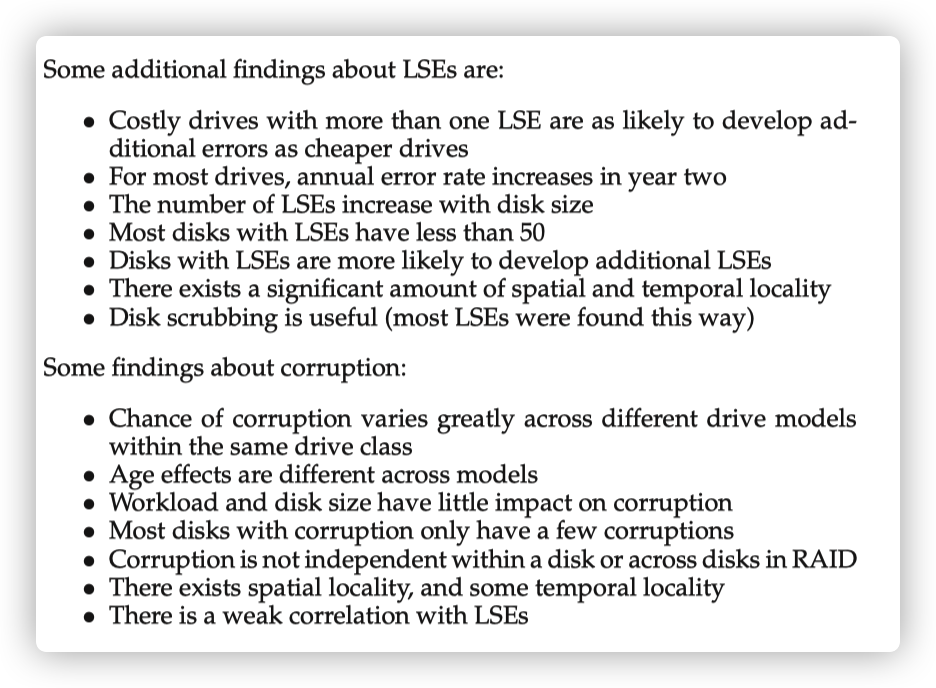 Some additional findings about LSEs are:
• Costly drives with more than one LSE are as likely to develop ad-
ditional errors as cheaper drives
• For most drives, annual error rate increases in year two
• The number of LSEs increase with disk size
• Most disks with LSEs have less than 50
• Disks with LSEs are more likely to develop additional LSEs
• There exists a significant amount of spatial and temporal locality
• Disk scrubbing is useful (most LSEs were found this way)
Some findings about corruption:
• Chance of corruption varies greatly across different drive models
within the same drive class
• Age effects are different across models
• Workload and disk size have little impact on corruption
• Most disks with corruption only have a few corruptions
• Corruption is not independent within a disk or across disks in RAID
• There exists spatial locality, and some temporal locality
• There is a weak correlation with LSEs